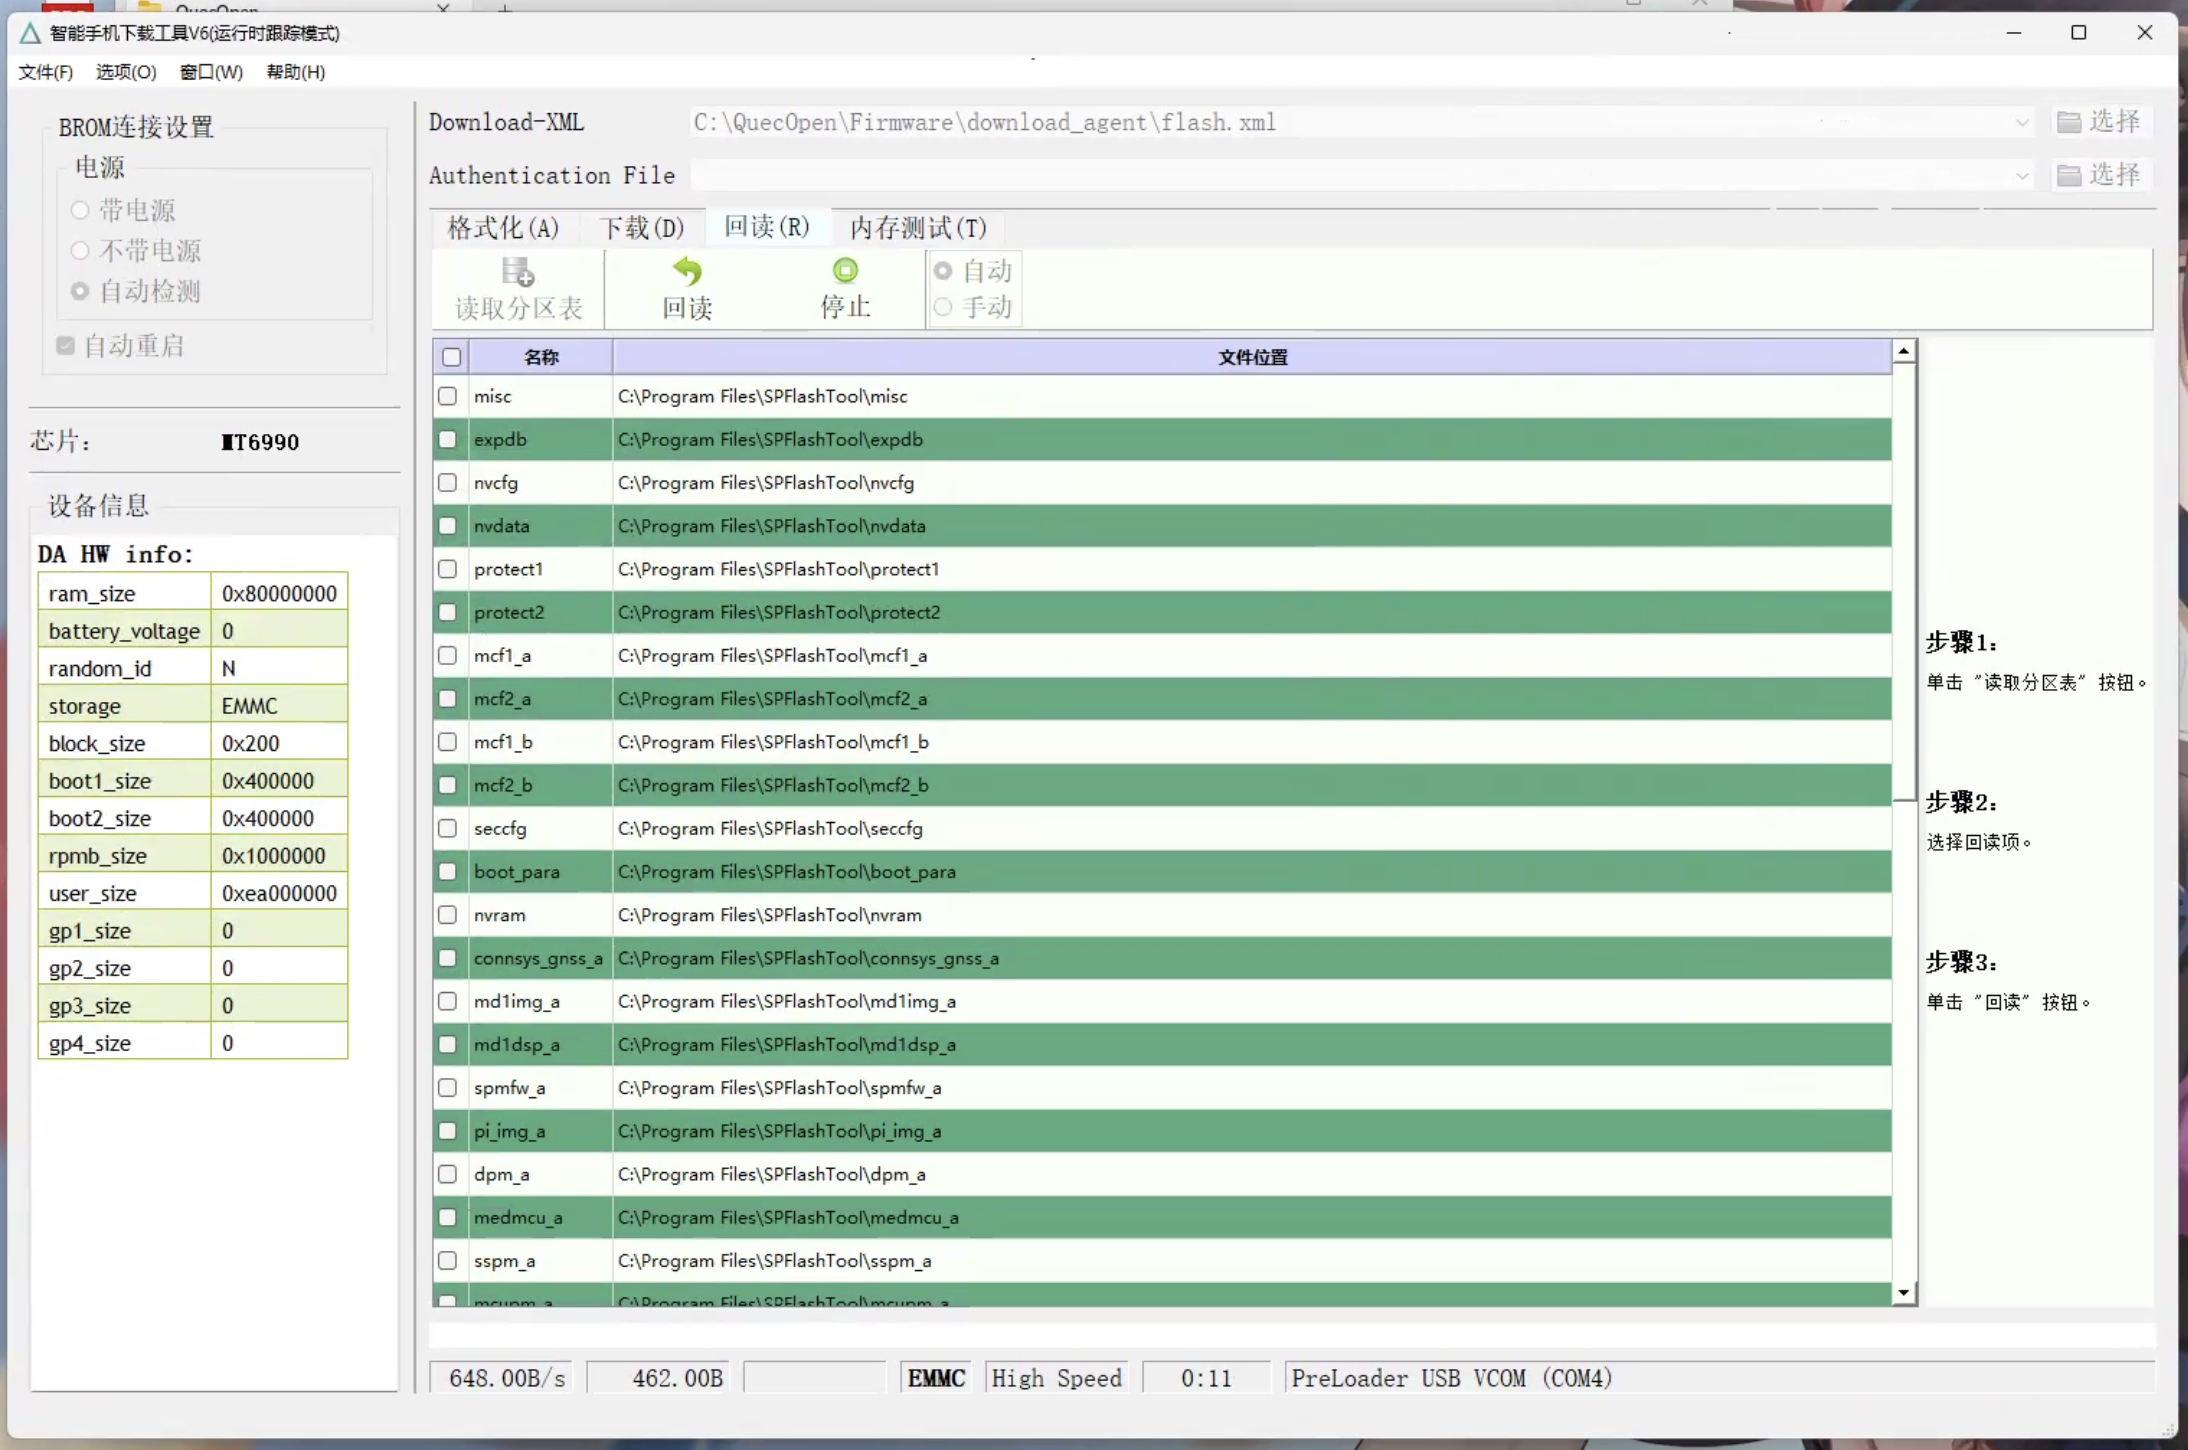 QuecOpen
智能手机下载工具V6(运行时跟踪模式)
文件(F) 选项(O) 窗口(W) 帮助(H)
BROM连接设置
电源
带电源
不带电源
自动检测
自动重启
芯片: MT6990
设备信息
DA HW info:
ram_size 0x80000000
battery_voltage 0
random_id N
storage EMMC
block_size 0x200
boot1_size 0x400000
boot2_size 0x400000
rpmb_size 0x1000000
user_size 0xea000000
gp1_size 0
gp2_size 0
gp3_size 0
gp4_size 0
Download-XML C:\QuecOpen\Firmware\download_agent\flash.xml 选择
Authentication File 选择
格式化(A) 下载(D) 回读(R) 内存测试(T)
读取分区表 回读 停止
自动
手动
名称 文件位置
misc C:\Program Files\SPFlashTool\misc
expdb C:\Program Files\SPFlashTool\expdb
nvcfg C:\Program Files\SPFlashTool\nvcfg
nvdata C:\Program Files\SPFlashTool\nvdata
protect1 C:\Program Files\SPFlashTool\protect1
protect2 C:\Program Files\SPFlashTool\protect2
mcf1_a C:\Program Files\SPFlashTool\mcf1_a
mcf2_a C:\Program Files\SPFlashTool\mcf2_a
mcf1_b C:\Program Files\SPFlashTool\mcf1_b
mcf2_b C:\Program Files\SPFlashTool\mcf2_b
seccfg C:\Program Files\SPFlashTool\seccfg
boot_para C:\Program Files\SPFlashTool\boot_para
nvram C:\Program Files\SPFlashTool\nvram
connsys_gnss_a C:\Program Files\SPFlashTool\connsys_gnss_a
md1img_a C:\Program Files\SPFlashTool\md1img_a
md1dsp_a C:\Program Files\SPFlashTool\md1dsp_a
spmfw_a C:\Program Files\SPFlashTool\spmfw_a
pi_img_a C:\Program Files\SPFlashTool\pi_img_a
dpm_a C:\Program Files\SPFlashTool\dpm_a
medmcu_a C:\Program Files\SPFlashTool\medmcu_a
sspm_a C:\Program Files\SPFlashTool\sspm_a
mcupm_a C:\Program Files\SPFlashTool\mcupm_a
步骤1:
单击 "读取分区表" 按钮。
步骤2:
选择回读项。
步骤3:
单击 "回读" 按钮。
648.00B/s 462.00B EMMC High Speed 0:11 PreLoader USB VCOM (COM4)